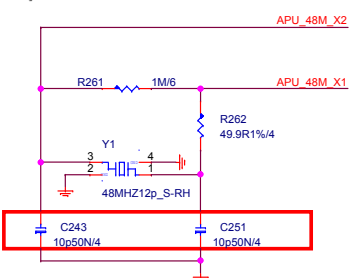 APU_48M_X2
R261 1M/6 APU_48M_X1
R262
49.9R1%/4
Y1
3 4
2 1
48MHZ12p_S-RH
C243 C251
10p50N/4 10p50N/4